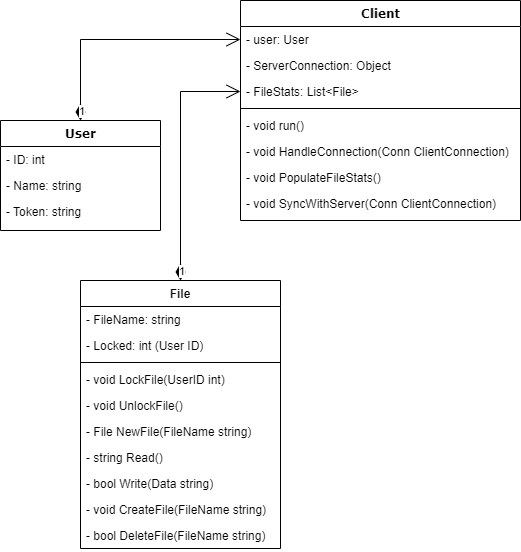 Client
- user: User
- ServerConnection: Object
- FileStats: List<File>
- void run()
- void HandleConnection(Conn ClientConnection)
- void PopulateFileStats()
- void SyncWithServer(Conn ClientConnection)
1
User
- ID: int
- Name: string
- Token: string
1
File
- FileName: string
- Locked: int (User ID)
- void LockFile(UserID int)
- void UnlockFile()
- File NewFile(FileName string)
- string Read()
- bool Write(Data string)
- void CreateFile(FileName string)
- bool DeleteFile(FileName string)